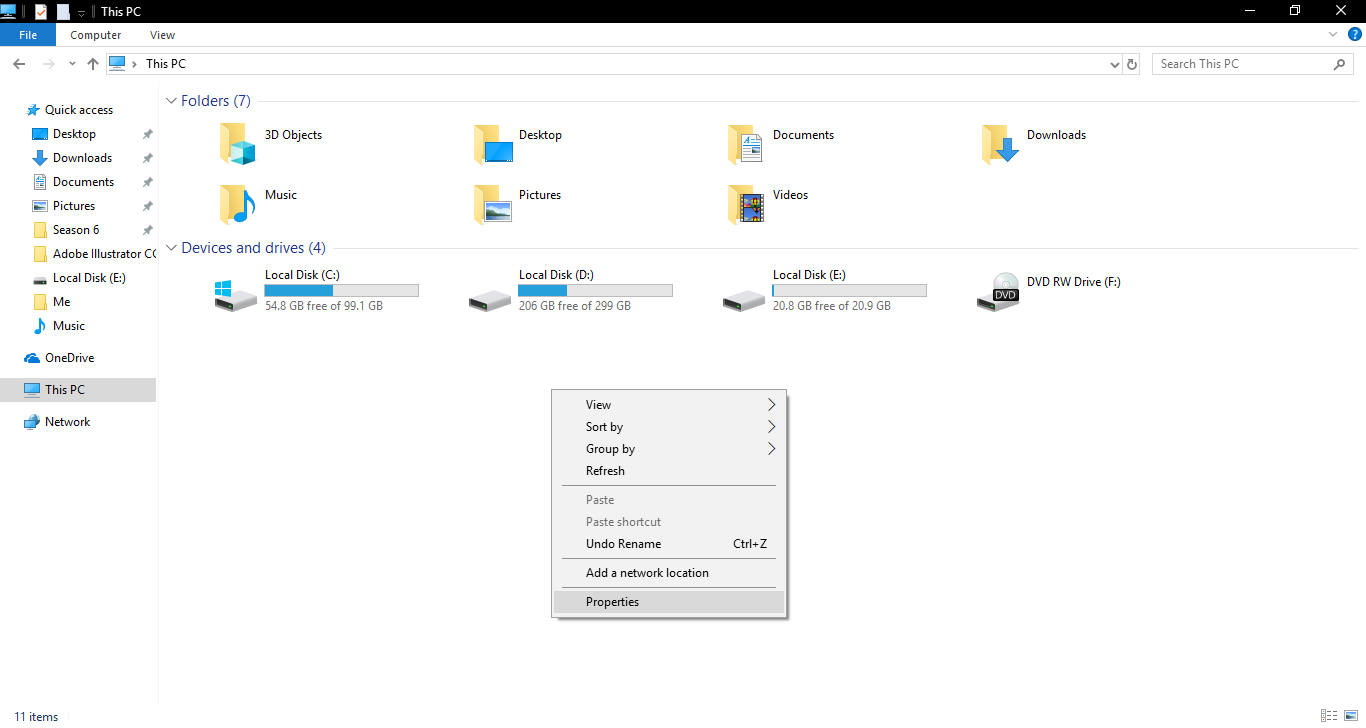 This PC
File Computer View
This PC
Search This PC
Quick access
Desktop
Downloads
Documents
Pictures
Season 6
Adobe Illustrator CC
Local Disk (E:)
Me
Music
OneDrive
This PC
Network
Folders (7)
3D Objects
Desktop
Documents
Downloads
Music
Pictures
Videos
Devices and drives (4)
Local Disk (C:)
54.8 GB free of 99.1 GB
Local Disk (D:)
206 GB free of 299 GB
Local Disk (E:)
20.8 GB free of 20.9 GB
DVD
DVD RW Drive (F:)
View
Sort by
Group by
Refresh
Paste
Paste shortcut
Undo Rename Ctrl+Z
Add a network location
Properties
11 items